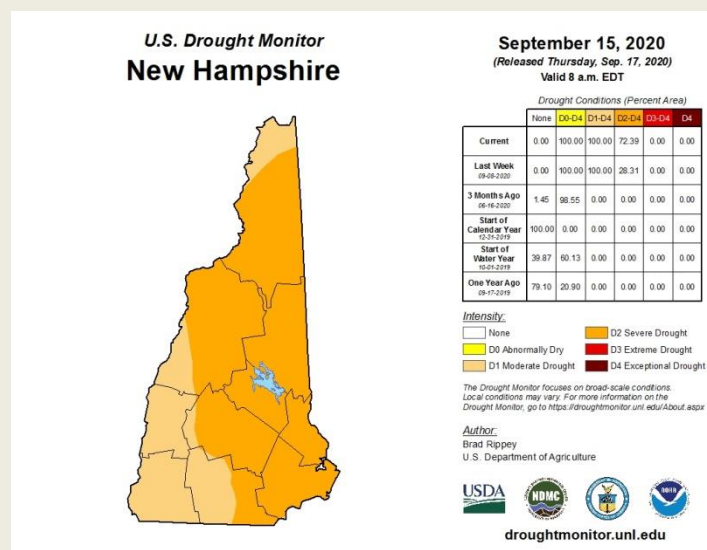 U.S. Drought Monitor
New Hampshire
September 15, 2020
(Released Thursday, Sep. 17, 2020)
Valid 8 a.m. EDT
Drought Conditions (Percent Area)
None D0-D4 D1-D4 D2-D4 D3-D4 D4
Current 0.00 100.00 100.00 72.39 0.00 0.00
Last Week 0.00 100.00 100.00 28.31 0.00 0.00
09-08-2020
3 Months Ago 1.45 98.55 0.00 0.00 0.00 0.00
06-16-2020
Start of
Calendar Year 100.00 0.00 0.00 0.00 0.00 0.00
12-31-2019
Start of
Water Year 39.87 60.13 0.00 0.00 0.00 0.00
10-01-2019
One Year Ago 79.10 20.90 0.00 0.00 0.00 0.00
09-17-2019
Intensity:
None
D0 Abnormally Dry
D1 Moderate Drought
D2 Severe Drought
D3 Extreme Drought
D4 Exceptional Drought
The Drought Monitor focuses on broad-scale conditions.
Local conditions may vary. For more information on the
Drought Monitor, go to https://droughtmonitor.unl.edu/About.aspx
Author:
Brad Rippey
U.S. Department of Agriculture
USDA
NDMC
NOAA
droughtmonitor.unl.edu